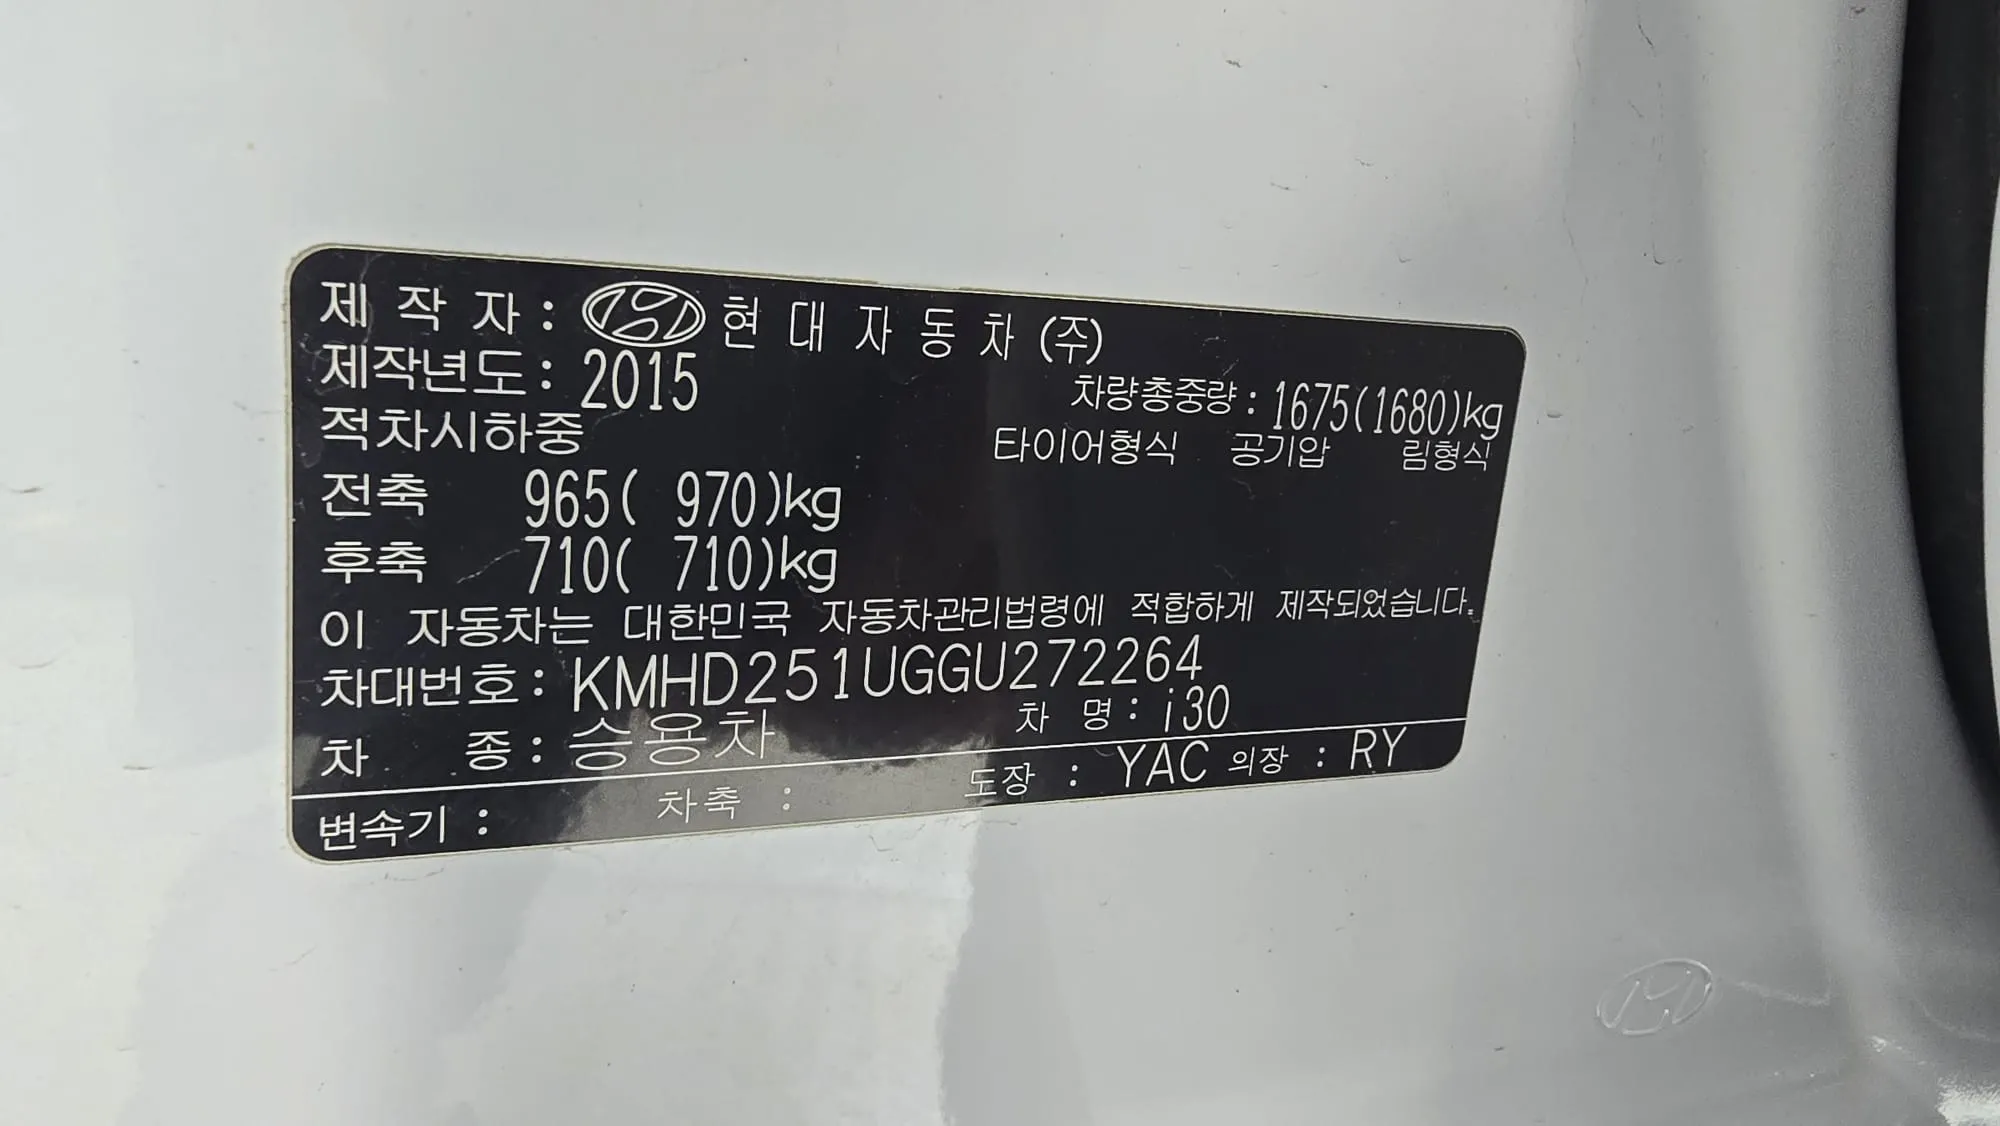 제 작 자 : 현 대 자 동 차 (주)
제작년도 : 2015
차량총중량 : 1675(1680)kg
적차시하중
타이어형식 공기압 림형식
전축 965( 970)kg
후축 710( 710)kg
이 자동차는 대한민국 자동차관리법령에 적합하게 제작되었습니다.
차대번호 : KMHD251UGGU272264
차 종 : 승용차 차 명 : i30
변속기 : 차축 : 도장 : YAC 의장 : RY